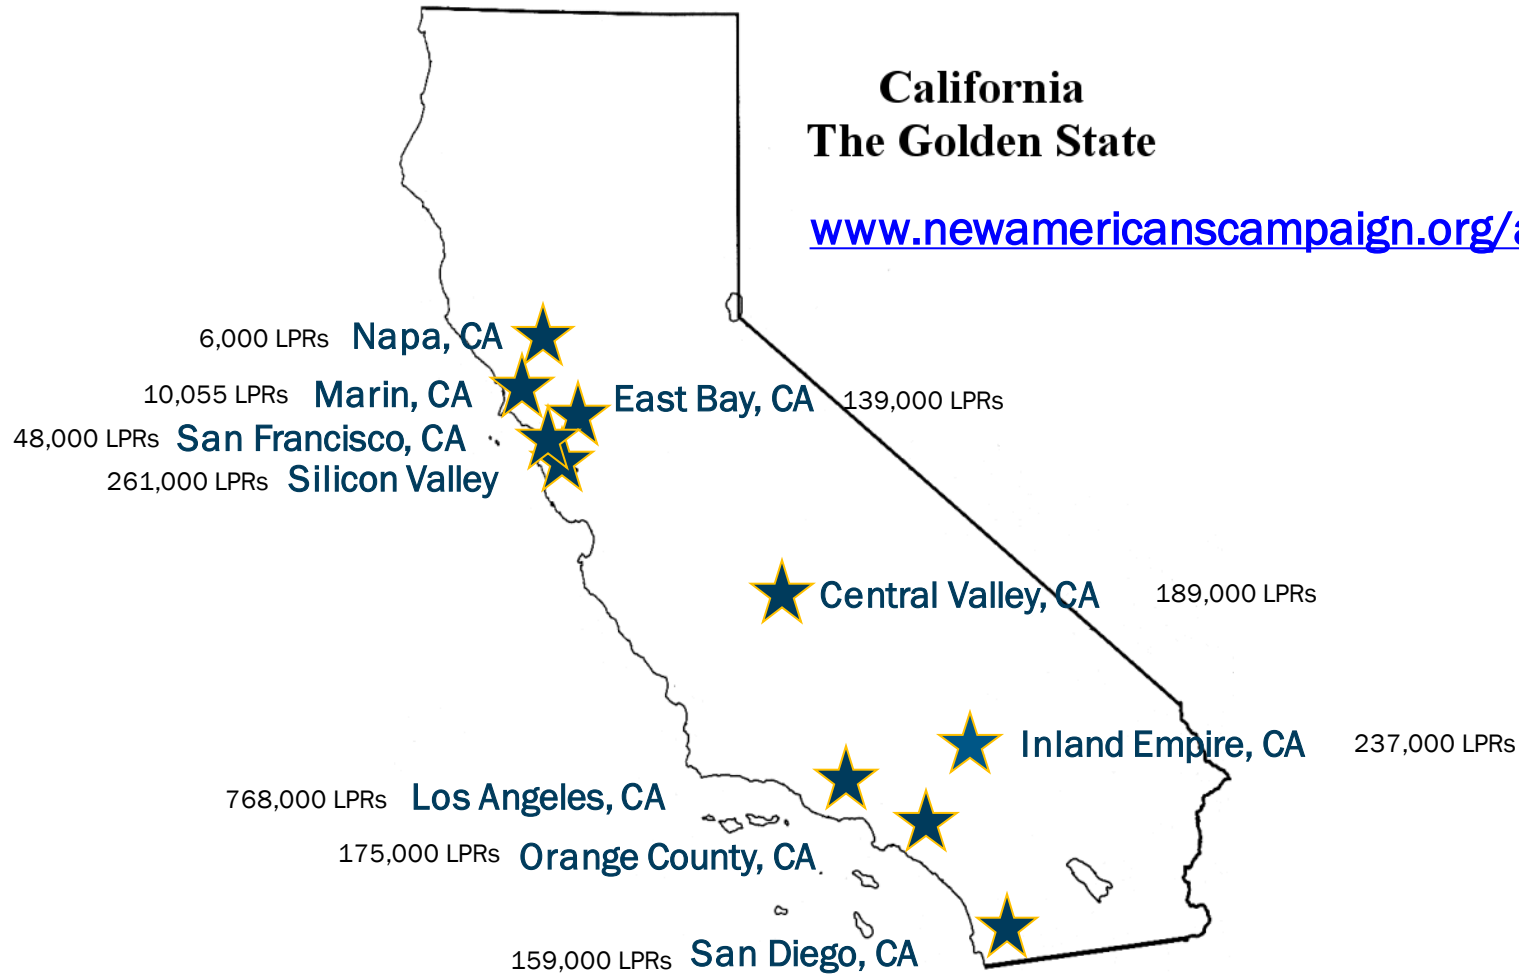 California
The Golden State
www.newamericanscampaign.org/a
6,000 LPRs Napa, CA
10,055 LPRs Marin, CA
East Bay, CA 139,000 LPRs
48,000 LPRs San Francisco, CA
261,000 LPRs Silicon Valley
Central Valley, CA 189,000 LPRs
Inland Empire, CA 237,000 LPRs
768,000 LPRs Los Angeles, CA
175,000 LPRs Orange County, CA
159,000 LPRs San Diego, CA